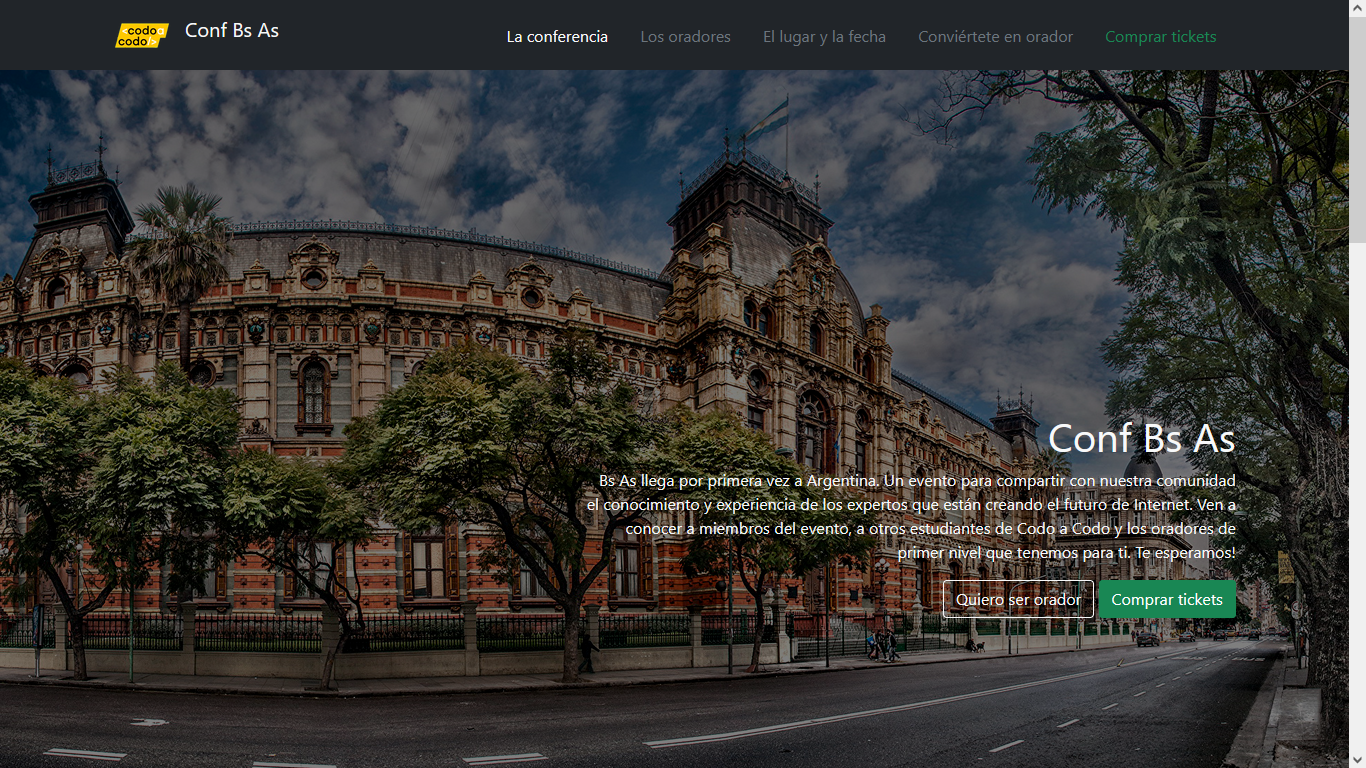 <codo a
codo/>
Conf Bs As
La conferencia
Los oradores
El lugar y la fecha
Conviértete en orador
Comprar tickets
Conf Bs As
Bs As llega por primera vez a Argentina. Un evento para compartir con nuestra comunidad
el conocimiento y experiencia de los expertos que están creando el futuro de Internet. Ven a
conocer a miembros del evento, a otros estudiantes de Codo a Codo y los oradores de
primer nivel que tenemos para ti. Te esperamos!
Quiero ser orador
Comprar tickets